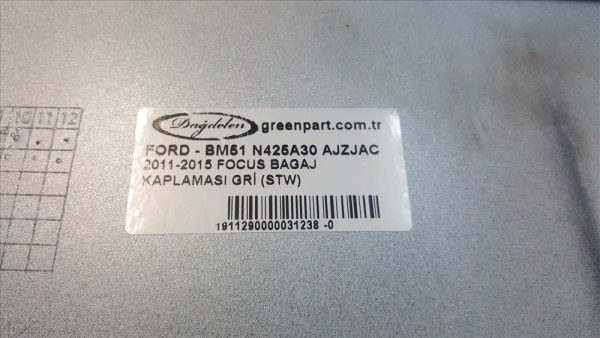 10 11 12
Dağdelen greenpart.com.tr
FORD - BM51 N425A30 AJZJAC
2011-2015 FOCUS BAGAJ
KAPLAMASI GRİ (STW)
1911290000031238 -0